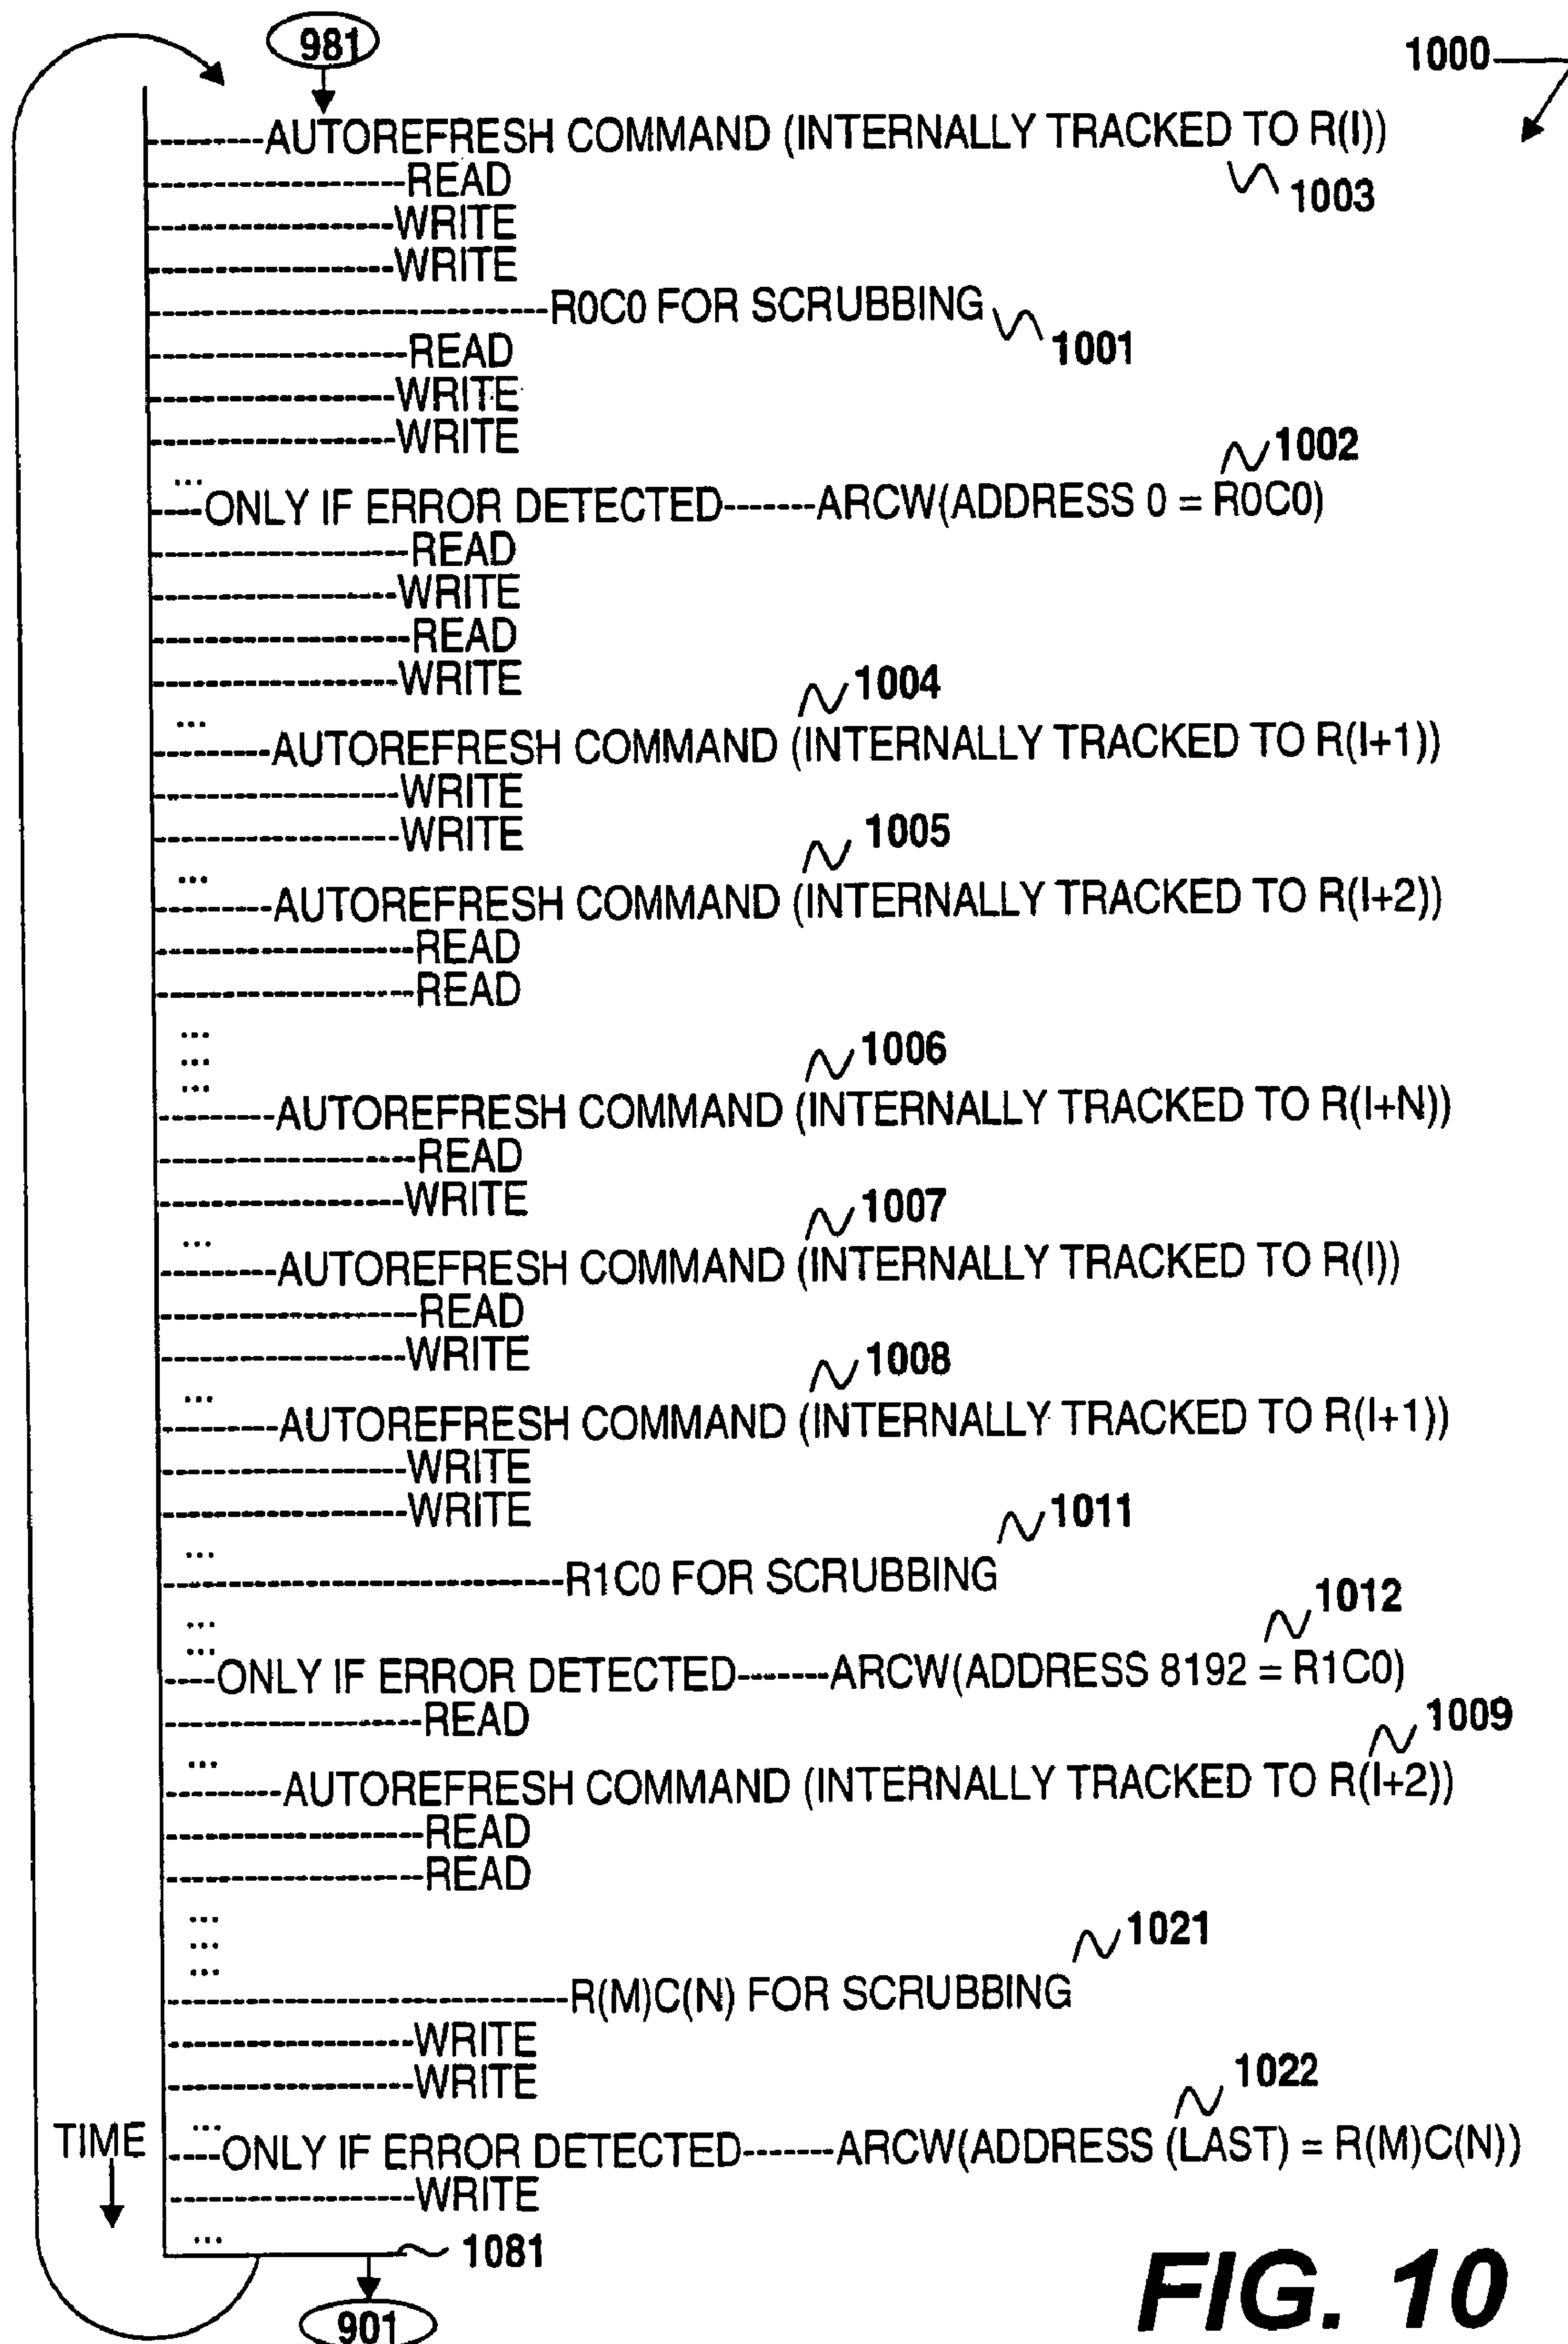 981
1000
--------AUTOREFRESH COMMAND (INTERNALLY TRACKED TO R(I))
1003
------------------READ
-----------------WRITE
-----------------WRITE
----------------------------R0C0 FOR SCRUBBING
1001
------------------READ
-----------------WRITE
-----------------WRITE
1002
...
----ONLY IF ERROR DETECTED-------ARCW(ADDRESS 0 = R0C0)
------------------READ
-----------------WRITE
------------------READ
-----------------WRITE
1004
...
--------AUTOREFRESH COMMAND (INTERNALLY TRACKED TO R(I+1))
-----------------WRITE
-----------------WRITE
1005
...
--------AUTOREFRESH COMMAND (INTERNALLY TRACKED TO R(I+2))
------------------READ
------------------READ
...
...
1006
...
--------AUTOREFRESH COMMAND (INTERNALLY TRACKED TO R(I+N))
------------------READ
-----------------WRITE
1007
...
--------AUTOREFRESH COMMAND (INTERNALLY TRACKED TO R(I))
------------------READ
-----------------WRITE
1008
...
--------AUTOREFRESH COMMAND (INTERNALLY TRACKED TO R(I+1))
-----------------WRITE
-----------------WRITE
1011
...
----------------------------R1C0 FOR SCRUBBING
...
1012
...
----ONLY IF ERROR DETECTED-------ARCW(ADDRESS 8192 = R1C0)
------------------READ
1009
...
--------AUTOREFRESH COMMAND (INTERNALLY TRACKED TO R(I+2))
------------------READ
------------------READ
...
...
1021
...
----------------------------R(M)C(N) FOR SCRUBBING
-----------------WRITE
-----------------WRITE
1022
...
TIME ----ONLY IF ERROR DETECTED-------ARCW(ADDRESS (LAST) = R(M)C(N))
-----------------WRITE
...
1081
901
FIG. 10